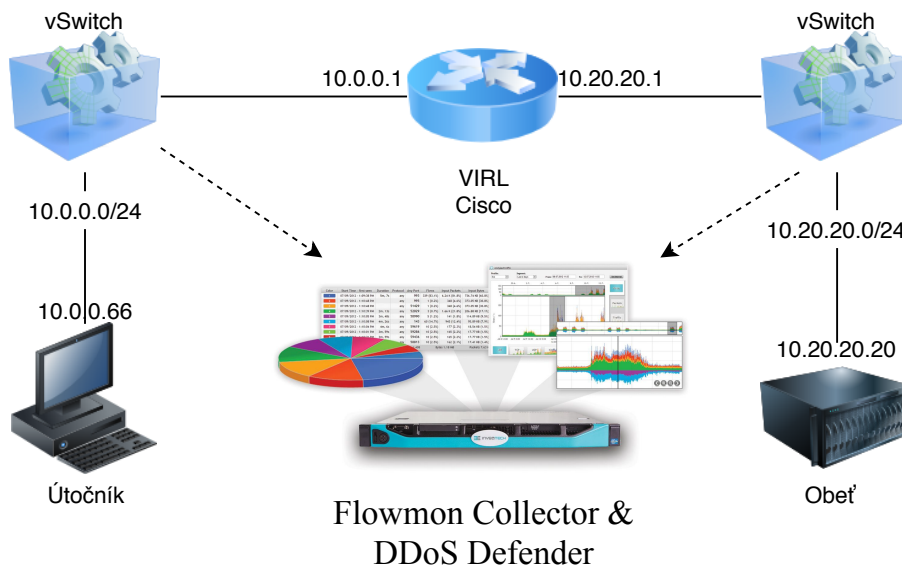 vSwitch
vSwitch
10.0.0.1
10.20.20.1
VIRL
Cisco
10.0.0.0/24
10.20.20.0/24
10.0.0.66
10.20.20.20
Útočník
Obeť
Flowmon Collector &
DDoS Defender